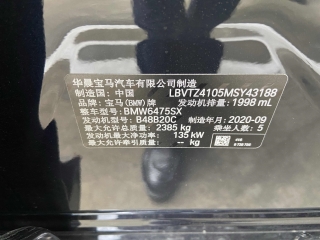 华晨宝马汽车有限公司制造
制造国：中国 LBVTZ4105MSY43188
品牌：宝马(BMW)牌 发动机排量：1998 mL
整车型号：BMW6475SX
发动机型号：B48B20C 制造年月：2020-09
最大允许总质量：2385 kg 乘坐人数：5
发动机最大净功率：135 kW
最大允许牵引质量：-- kg